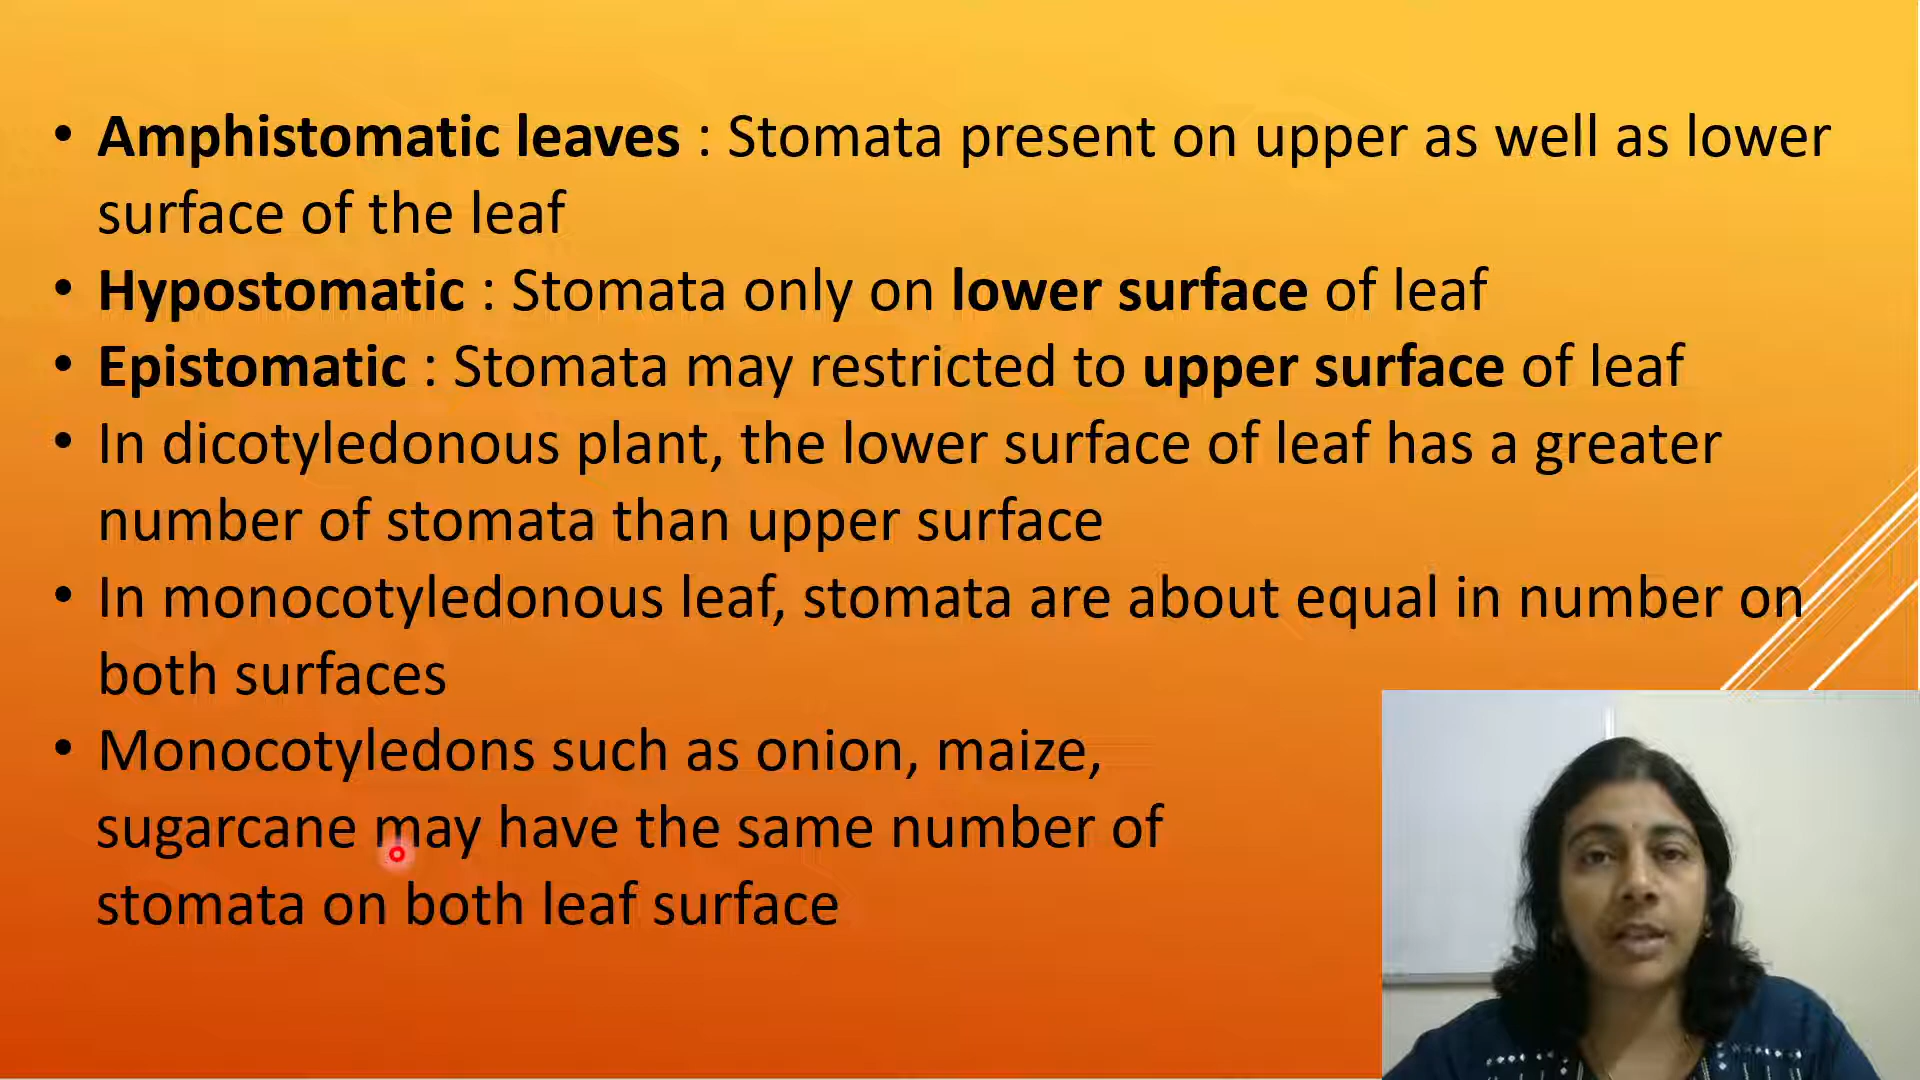 • Amphistomatic leaves : Stomata present on upper as well as lower
surface of the leaf
• Hypostomatic : Stomata only on lower surface of leaf
• Epistomatic : Stomata may restricted to upper surface of leaf
• In dicotyledonous plant, the lower surface of leaf has a greater
number of stomata than upper surface
• In monocotyledonous leaf, stomata are about equal in number on
both surfaces
• Monocotyledons such as onion, maize,
sugarcane may have the same number of
stomata on both leaf surface